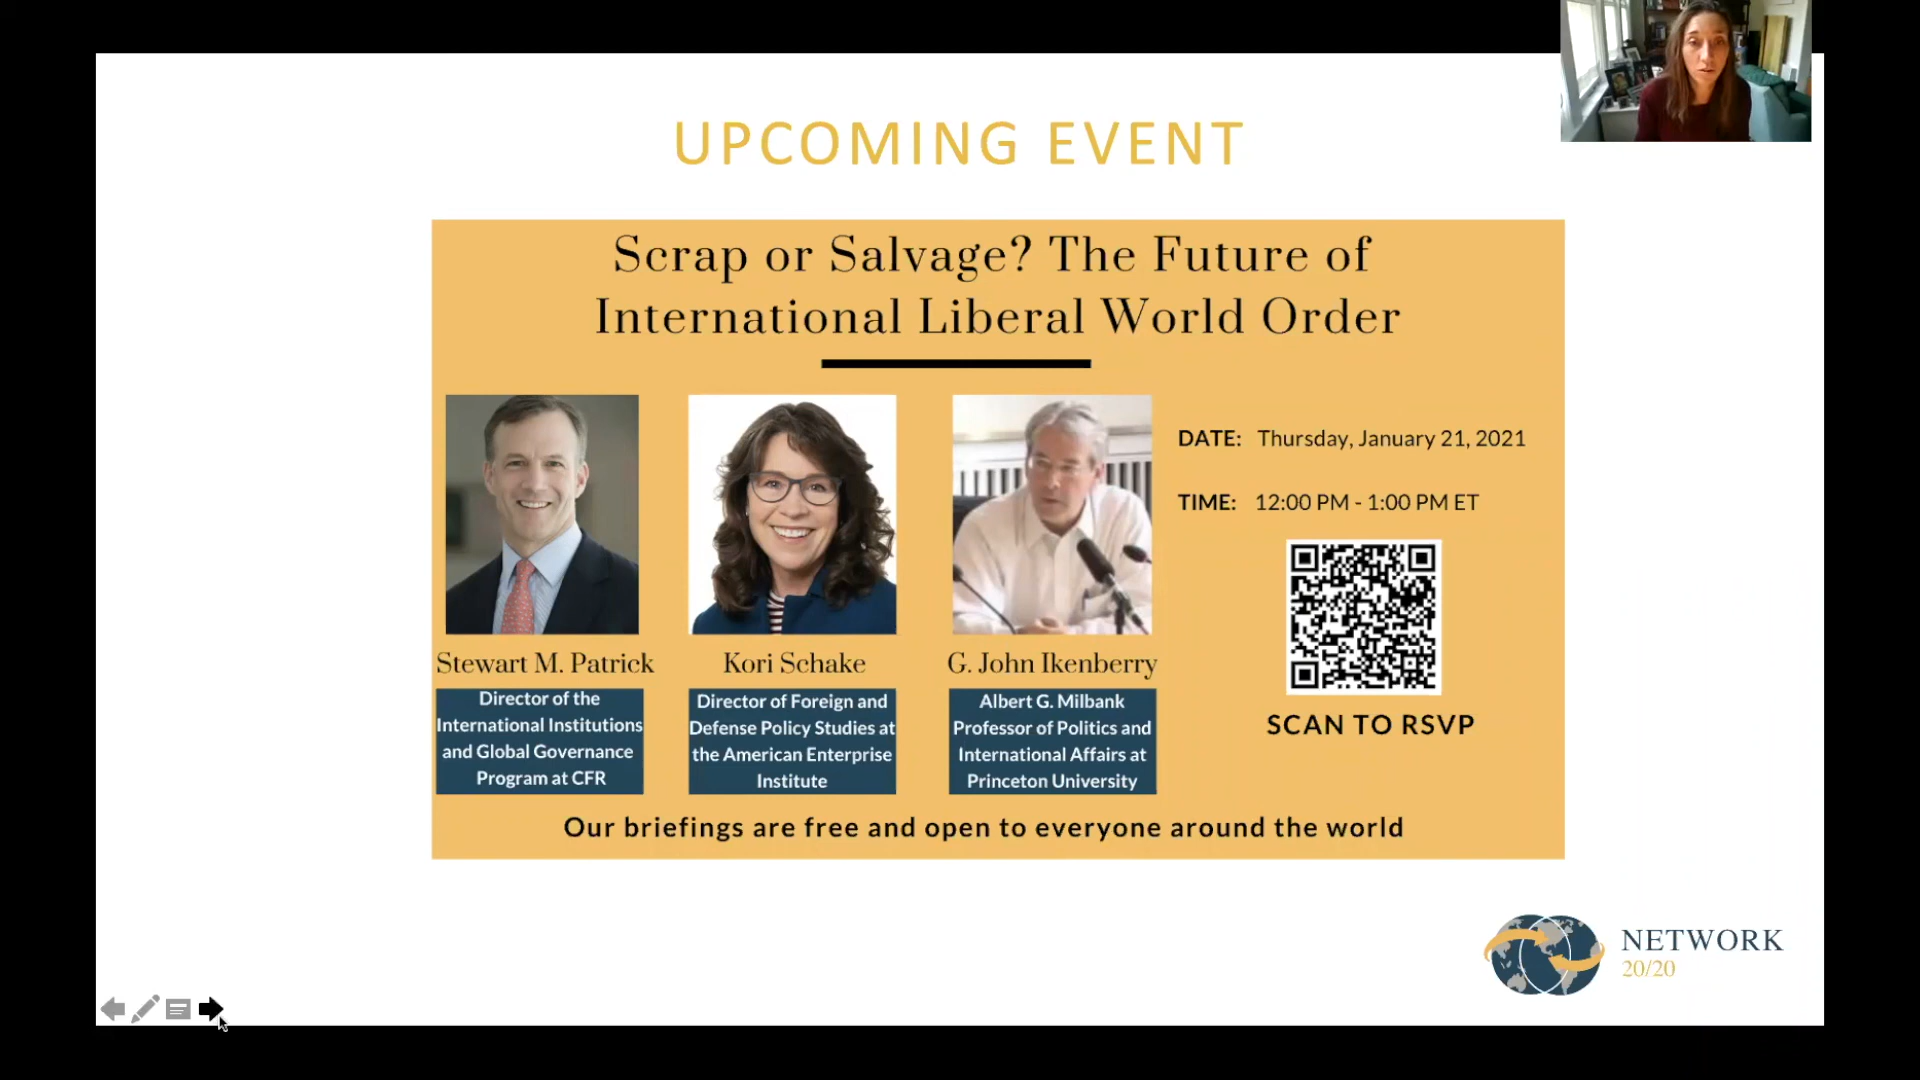 UPCOMING EVENT
Scrap or Salvage? The Future of
International Liberal World Order
DATE: Thursday, January 21, 2021
TIME: 12:00 PM - 1:00 PM ET
SCAN TO RSVP
Stewart M. Patrick
Director of the
International Institutions
and Global Governance
Program at CFR
Kori Schake
Director of Foreign and
Defense Policy Studies at
the American Enterprise
Institute
G. John Ikenberry
Albert G. Milbank
Professor of Politics and
International Affairs at
Princeton University
Our briefings are free and open to everyone around the world
NETWORK
20/20